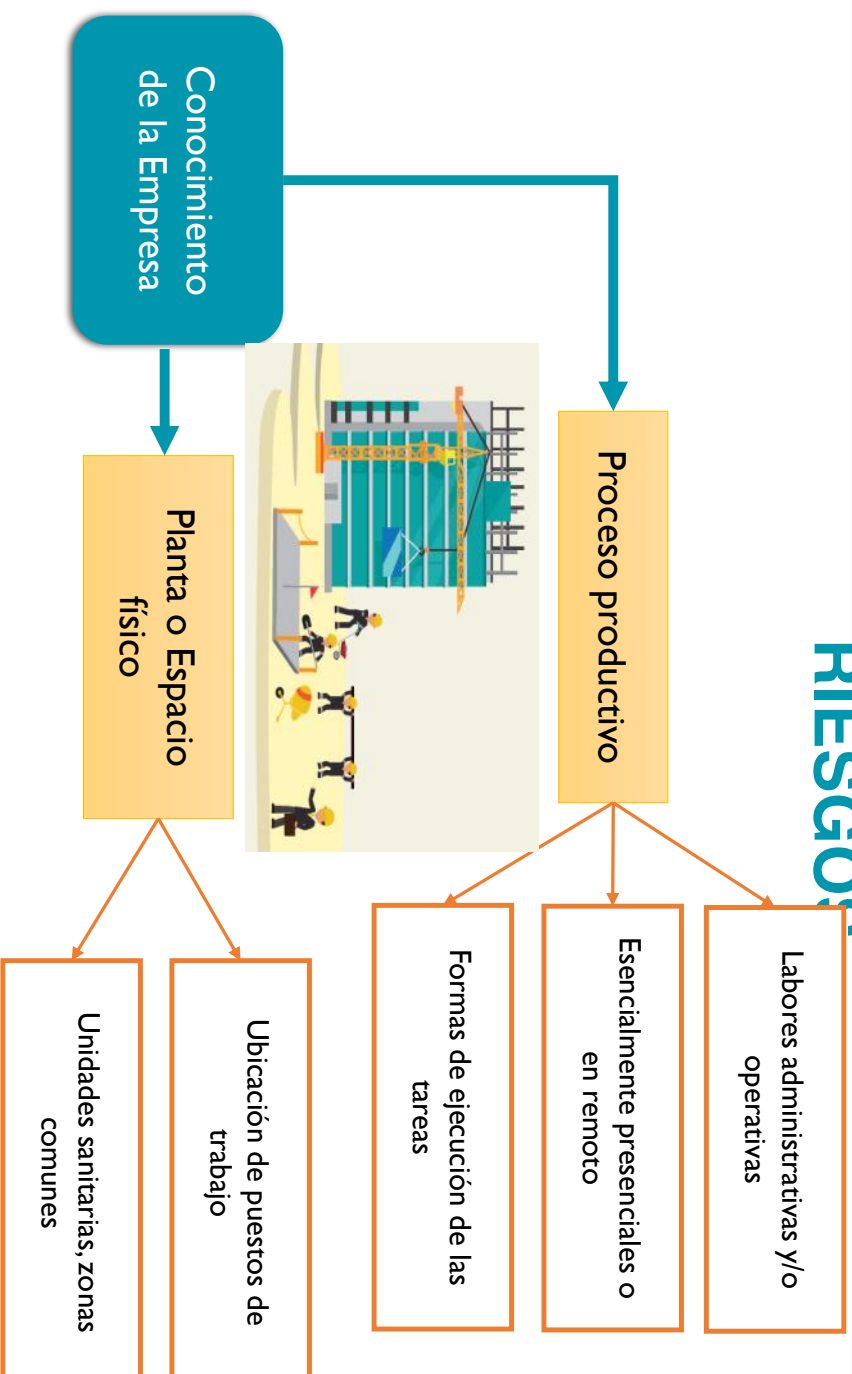 RIESGOS
Conocimiento
de la Empresa
Proceso productivo
Labores administrativas y/o
operativas
Esencialmente presenciales o
en remoto
Formas de ejecución de las
tareas
Planta o Espacio
físico
Ubicación de puestos de
trabajo
Unidades sanitarias, zonas
comunes